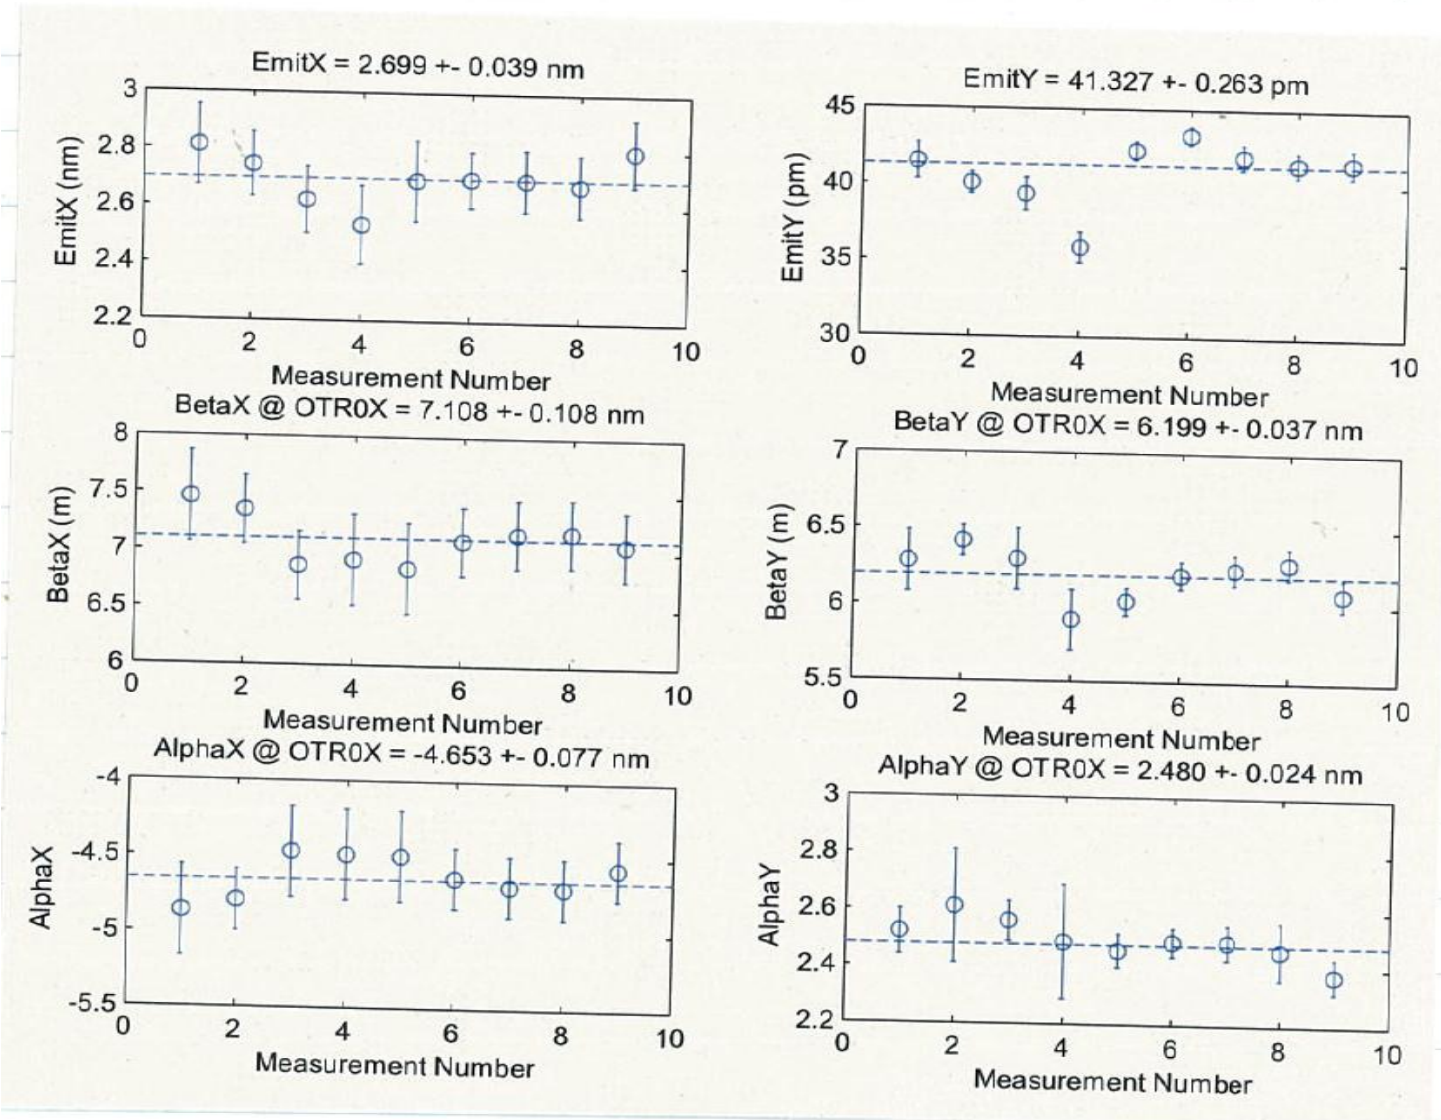 EmitX = 2.699 +- 0.039 nm
3
2.8
2.6
2.4
2.2
EmitX (nm)
0 2 4 6 8 10
Measurement Number
EmitY = 41.327 +- 0.263 pm
45
40
35
30
EmitY (pm)
0 2 4 6 8 10
Measurement Number
BetaX @ OTR0X = 7.108 +- 0.108 nm
8
7.5
7
6.5
6
BetaX (m)
0 2 4 6 8 10
Measurement Number
BetaY @ OTR0X = 6.199 +- 0.037 nm
7
6.5
6
5.5
BetaY (m)
0 2 4 6 8 10
Measurement Number
AlphaX @ OTR0X = -4.653 +- 0.077 nm
-4
-4.5
-5
-5.5
AlphaX
0 2 4 6 8 10
Measurement Number
AlphaY @ OTR0X = 2.480 +- 0.024 nm
3
2.8
2.6
2.4
2.2
AlphaY
0 2 4 6 8 10
Measurement Number